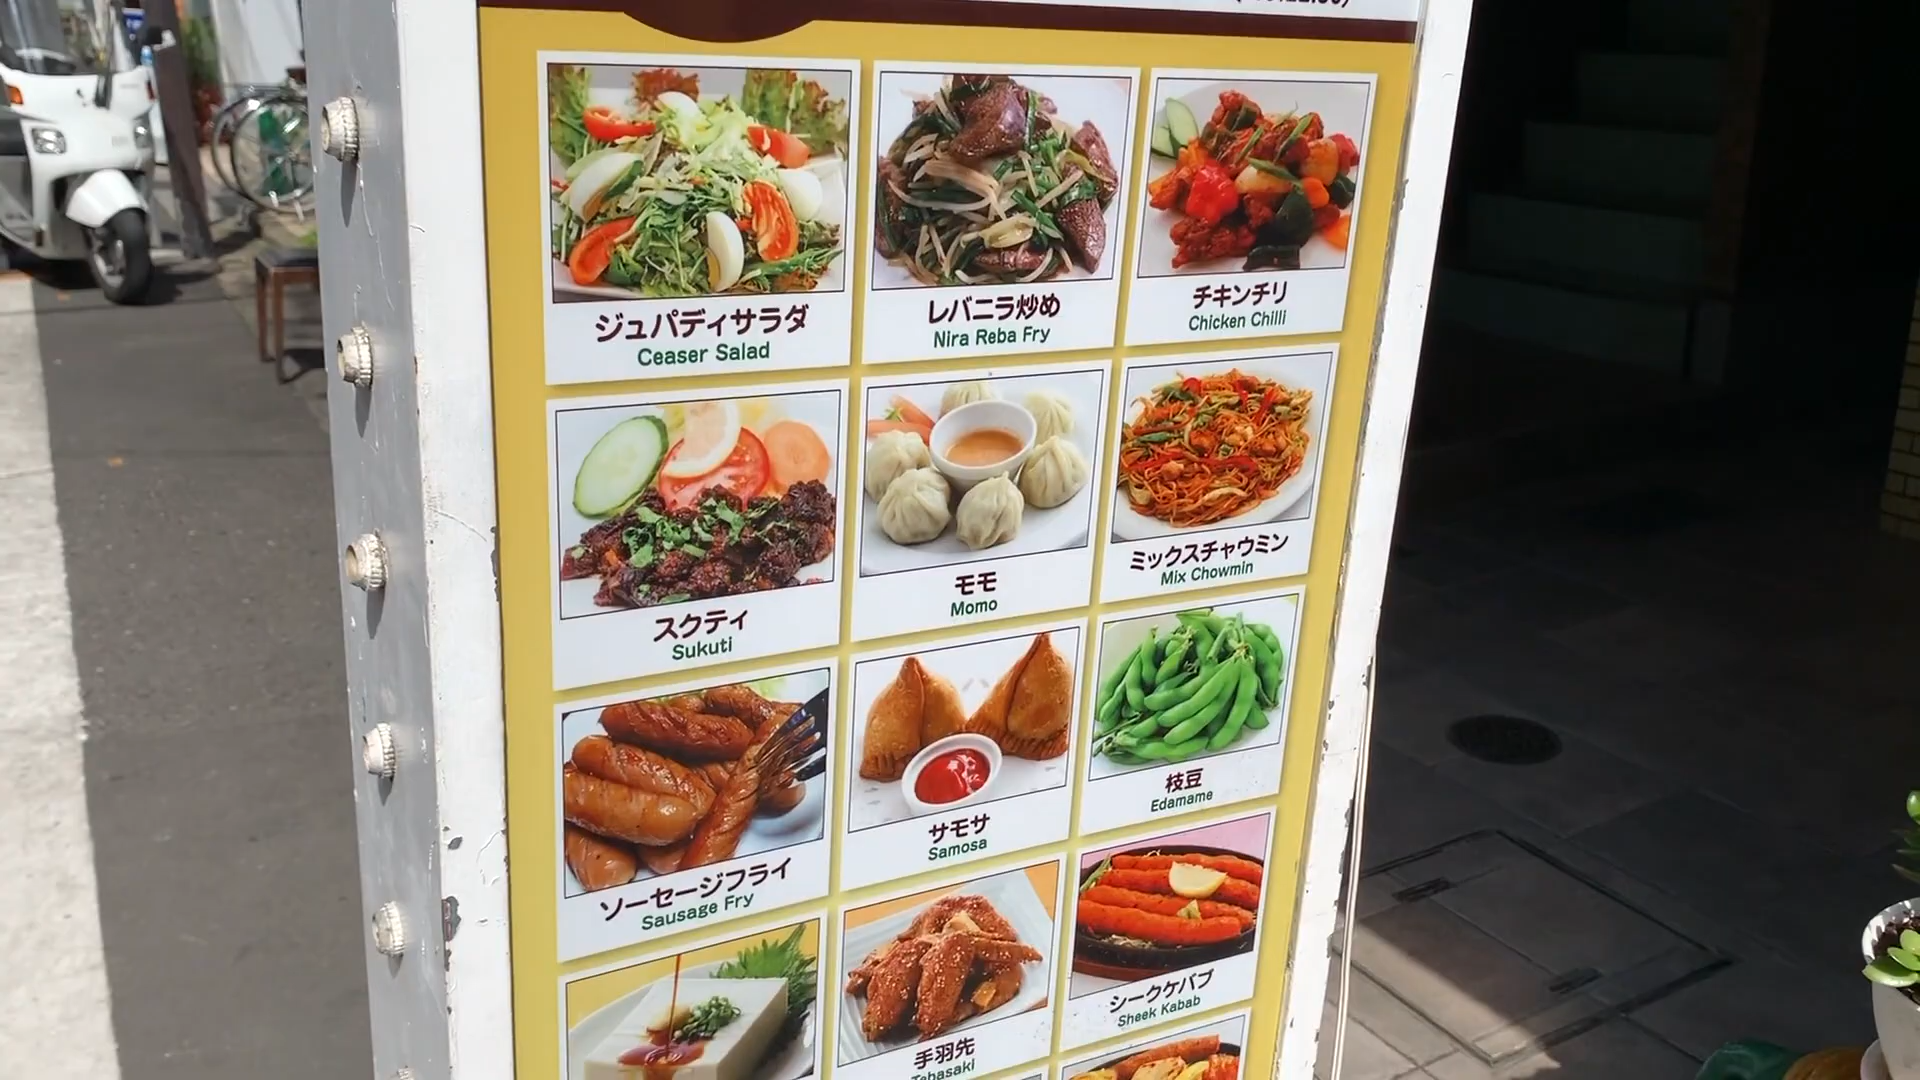 ジュパディサラダ
Ceaser Salad
レバニラ炒め
Nira Reba Fry
チキンチリ
Chicken Chilli
スクティ
Sukuti
モモ
Momo
ミックスチャウミン
Mix Chowmin
ソーセージフライ
Sausage Fry
サモサ
Samosa
枝豆
Edamame
手羽先
Tebasaki
シークケバブ
Sheek Kabab